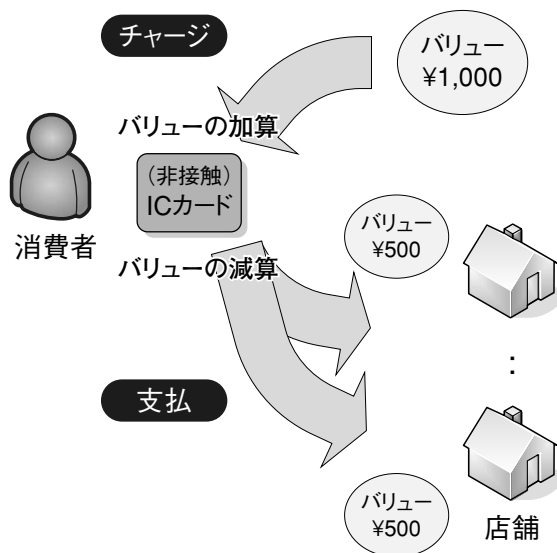 チャージ
バリュー
¥1,000
バリューの加算
(非接触)
ICカード
消費者
バリュー
¥500
バリューの減算
:
支払
バリュー
¥500
店舗